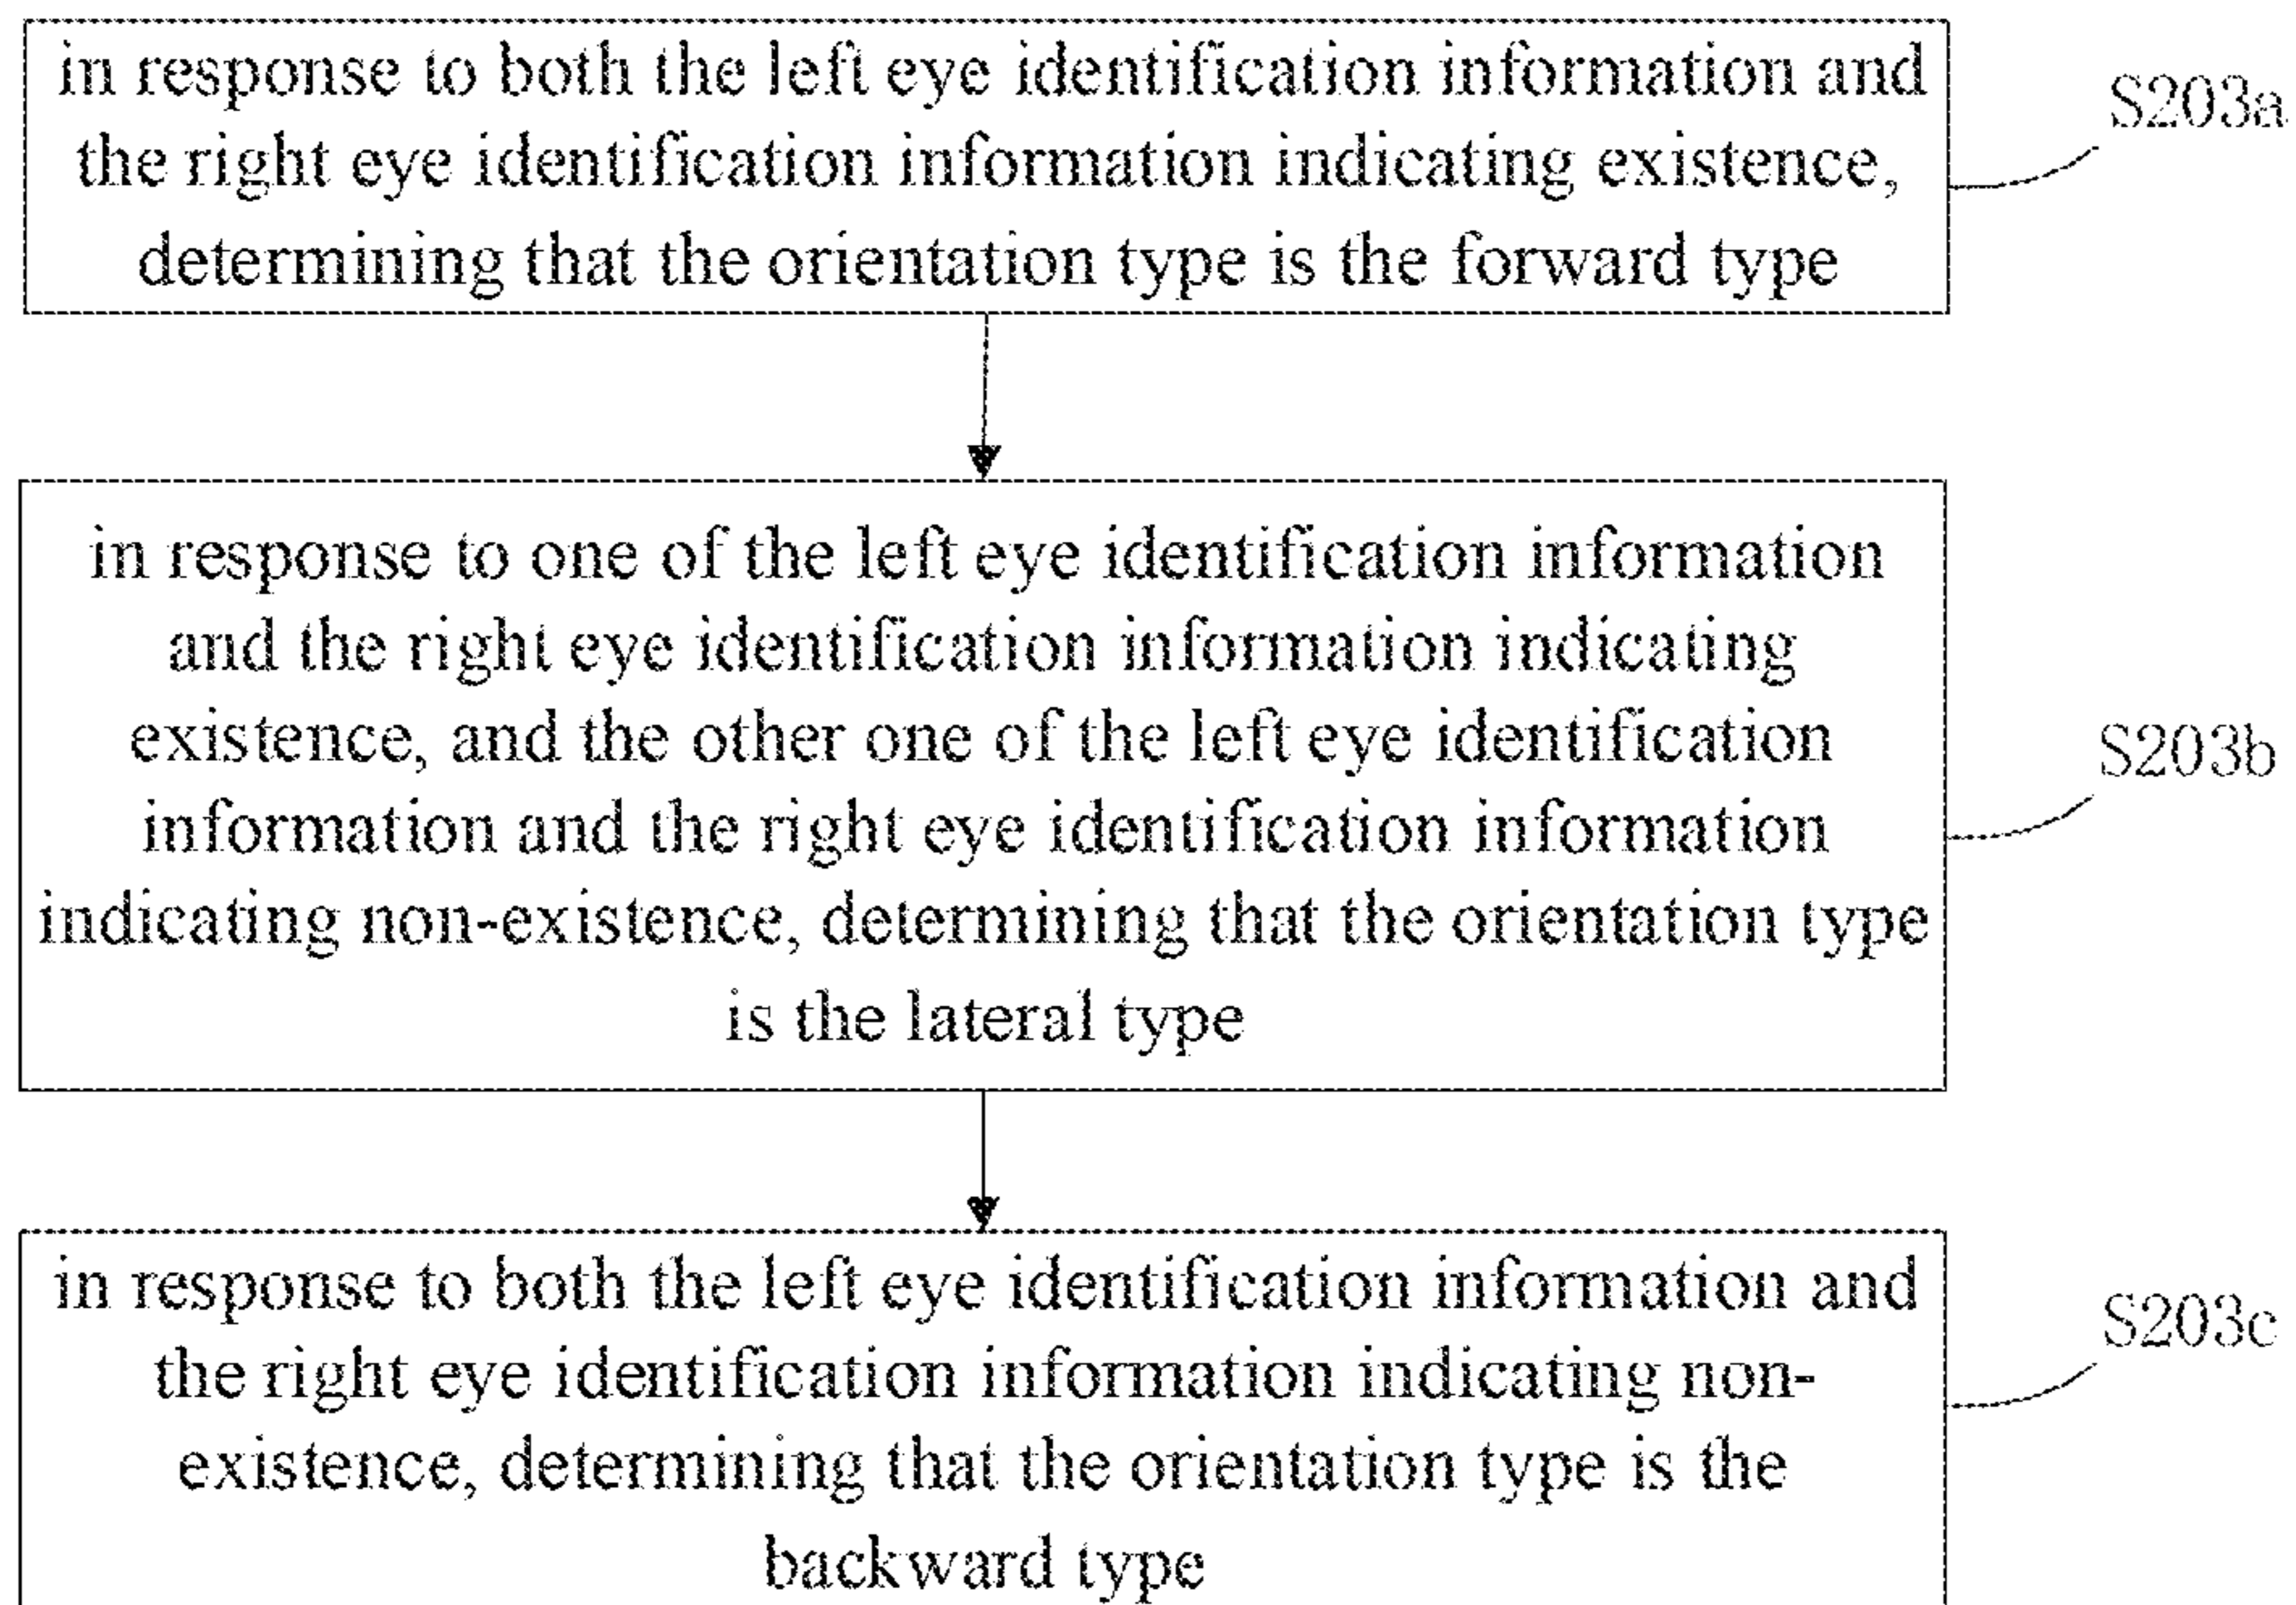 in response to both the left eye identification information and
the right eye identification information indicating existence,
determining that the orientation type is the forward type
S203a
in response to one of the left eye identification information
and the right eye identification information indicating
existence, and the other one of the left eye identification
information and the right eye identification information
indicating non-existence, determining that the orientation type
is the lateral type
S203b
in response to both the left eye identification information and
the right eye identification information indicating non-
existence, determining that the orientation type is the
backward type
S203c